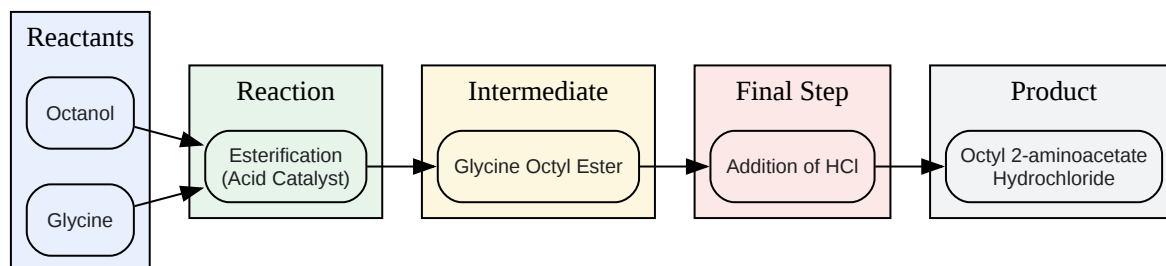 Reactants
Octanol
Glycine
Reaction
Esterification
(Acid Catalyst)
Intermediate
Glycine Octyl Ester
Final Step
Addition of HCl
Product
Octyl 2-aminoacetate
Hydrochloride